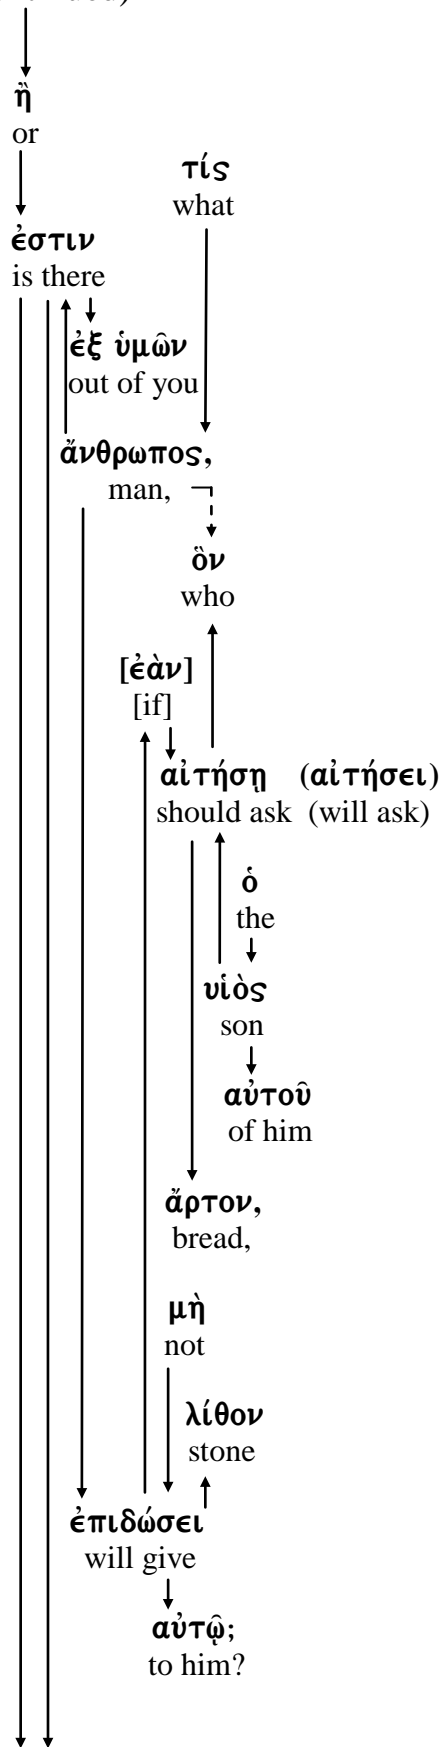 ἢ
or
τίς
what
ἐστιν
is there
ἐξ ὑμῶν
out of you
ἄνθρωπος,
man,
ὃν
who
[ἐὰν]
[if]
αἰτήσῃ (αἰτήσει)
should ask (will ask)
ὁ
the
υἱὸς
son
αὐτοῦ
of him
ἄρτον,
bread,
μὴ
not
λίθον
stone
ἐπιδώσει
will give
αὐτῷ;
to him?